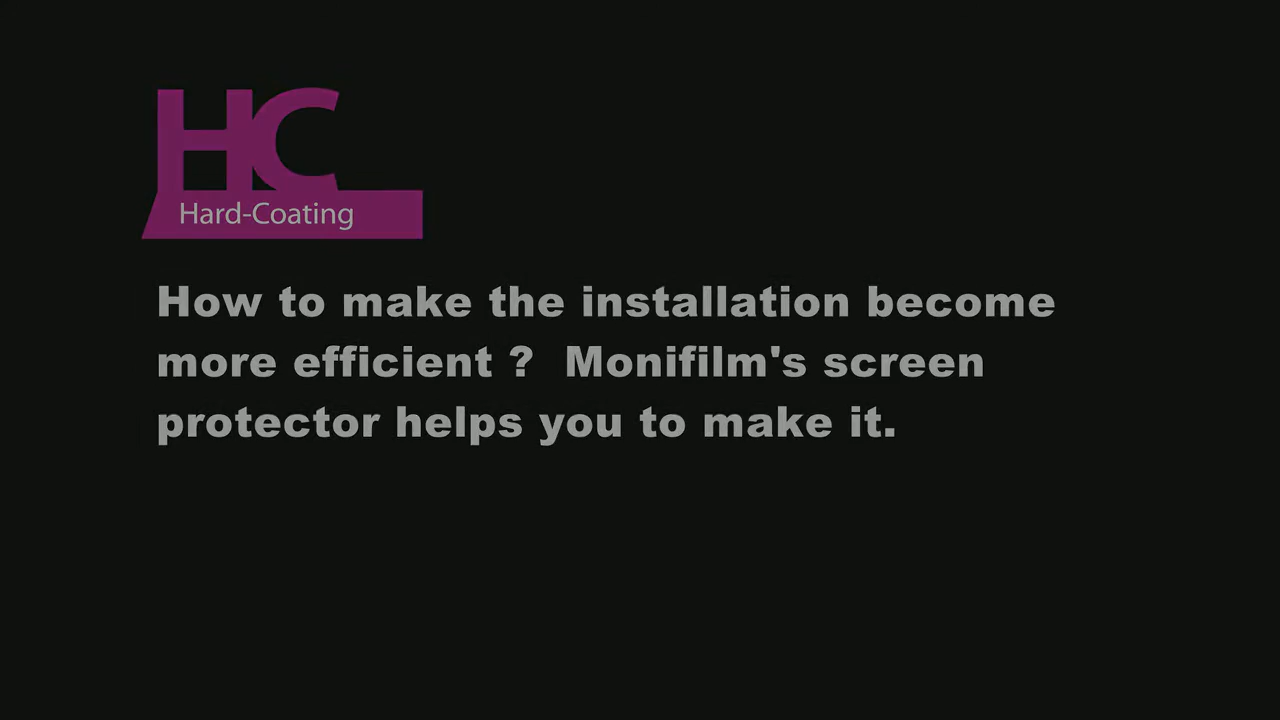 HC
Hard-Coating
How to make the installation become
more efficient ?  Monifilm's screen
protector helps you to make it.